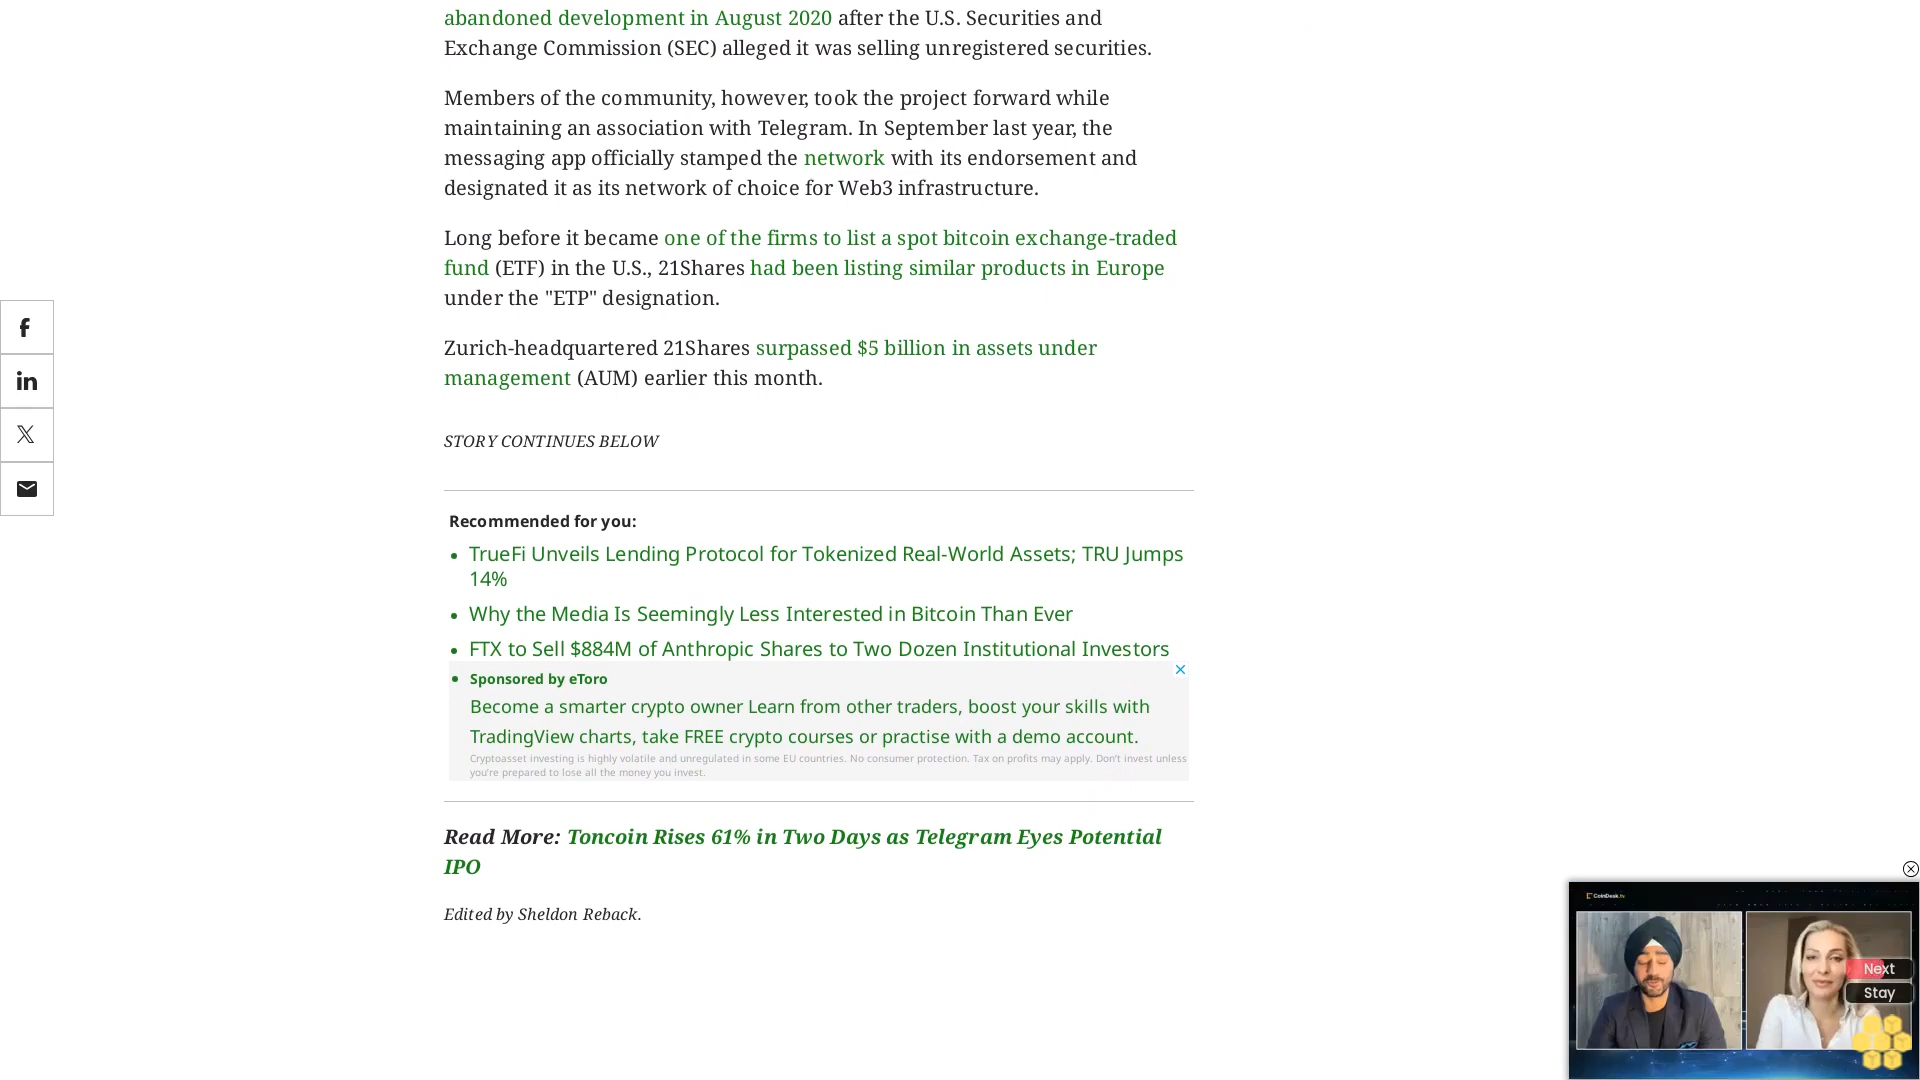 abandoned development in August 2020 after the U.S. Securities and
Exchange Commission (SEC) alleged it was selling unregistered securities.
Members of the community, however, took the project forward while
maintaining an association with Telegram. In September last year, the
messaging app officially stamped the network with its endorsement and
designated it as its network of choice for Web3 infrastructure.
Long before it became one of the firms to list a spot bitcoin exchange-traded
fund (ETF) in the U.S., 21Shares had been listing similar products in Europe
under the "ETP" designation.
Zurich-headquartered 21Shares surpassed $5 billion in assets under
management (AUM) earlier this month.
STORY CONTINUES BELOW
Recommended for you:
• TrueFi Unveils Lending Protocol for Tokenized Real-World Assets; TRU Jumps
14%
• Why the Media Is Seemingly Less Interested in Bitcoin Than Ever
• FTX to Sell $884M of Anthropic Shares to Two Dozen Institutional Investors
• Sponsored by eToro
Become a smarter crypto owner Learn from other traders, boost your skills with
TradingView charts, take FREE crypto courses or practise with a demo account.
Cryptoasset investing is highly volatile and unregulated in some EU countries. No consumer protection. Tax on profits may apply. Don't invest unless
you're prepared to lose all the money you invest.
Read More: Toncoin Rises 61% in Two Days as Telegram Eyes Potential
IPO
Edited by Sheldon Reback.
CoinDesk tv
Next
Stay